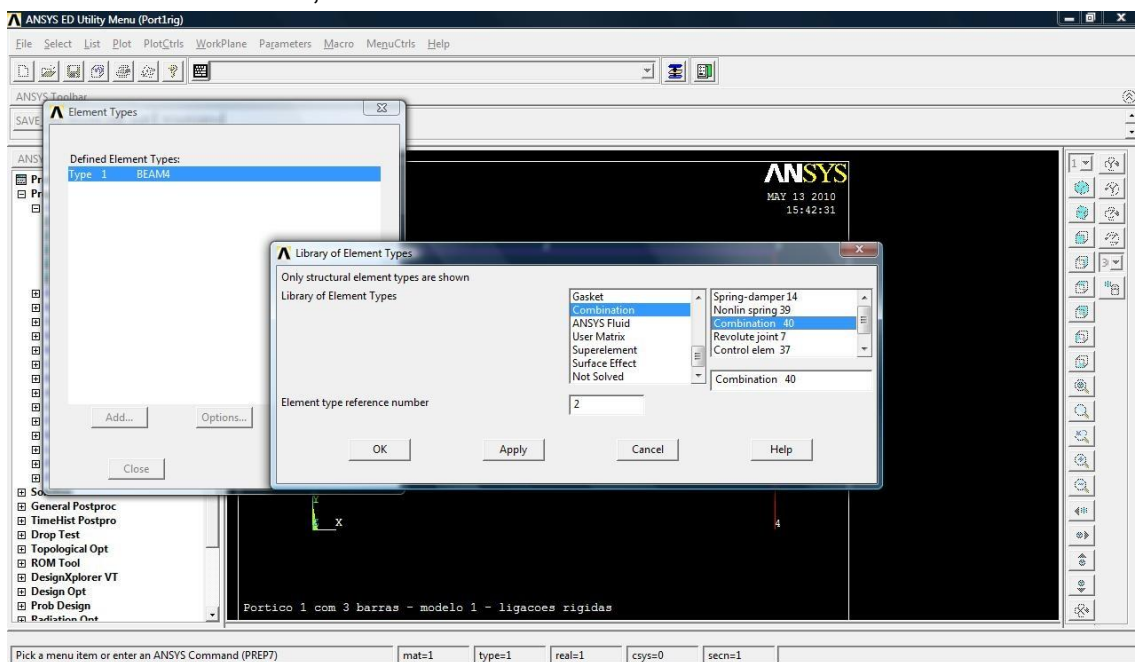 ANSYS ED Utility Menu (Port1rig)
File Select List Plot PlotCtrls WorkPlane Parameters Macro MenuCtrls Help
ANSYS Toolbar
SAVE
Element Types
Defined Element Types:
Type 1 BEAM4
Add... Options...
Close
ANSYS
MAY 13 2010
15:42:31
Library of Element Types
Only structural element types are shown
Library of Element Types
Gasket
Combination
ANSYS Fluid
User Matrix
Superelement
Surface Effect
Not Solved
Spring-damper 14
Nonlin spring 39
Combination 40
Revolute joint 7
Control elem 37
Combination 40
Element type reference number
2
OK Apply Cancel Help
General Postproc
TimeHist Postpro
Drop Test
Topological Opt
ROM Tool
DesignXplorer VT
Design Opt
Prob Design
Radiation Opt
Y
X
4
Portico 1 com 3 barras - modelo 1 - ligacoes rigidas
1
3
Pick a menu item or enter an ANSYS Command (PREP7) mat=1 type=1 real=1 csys=0 secn=1